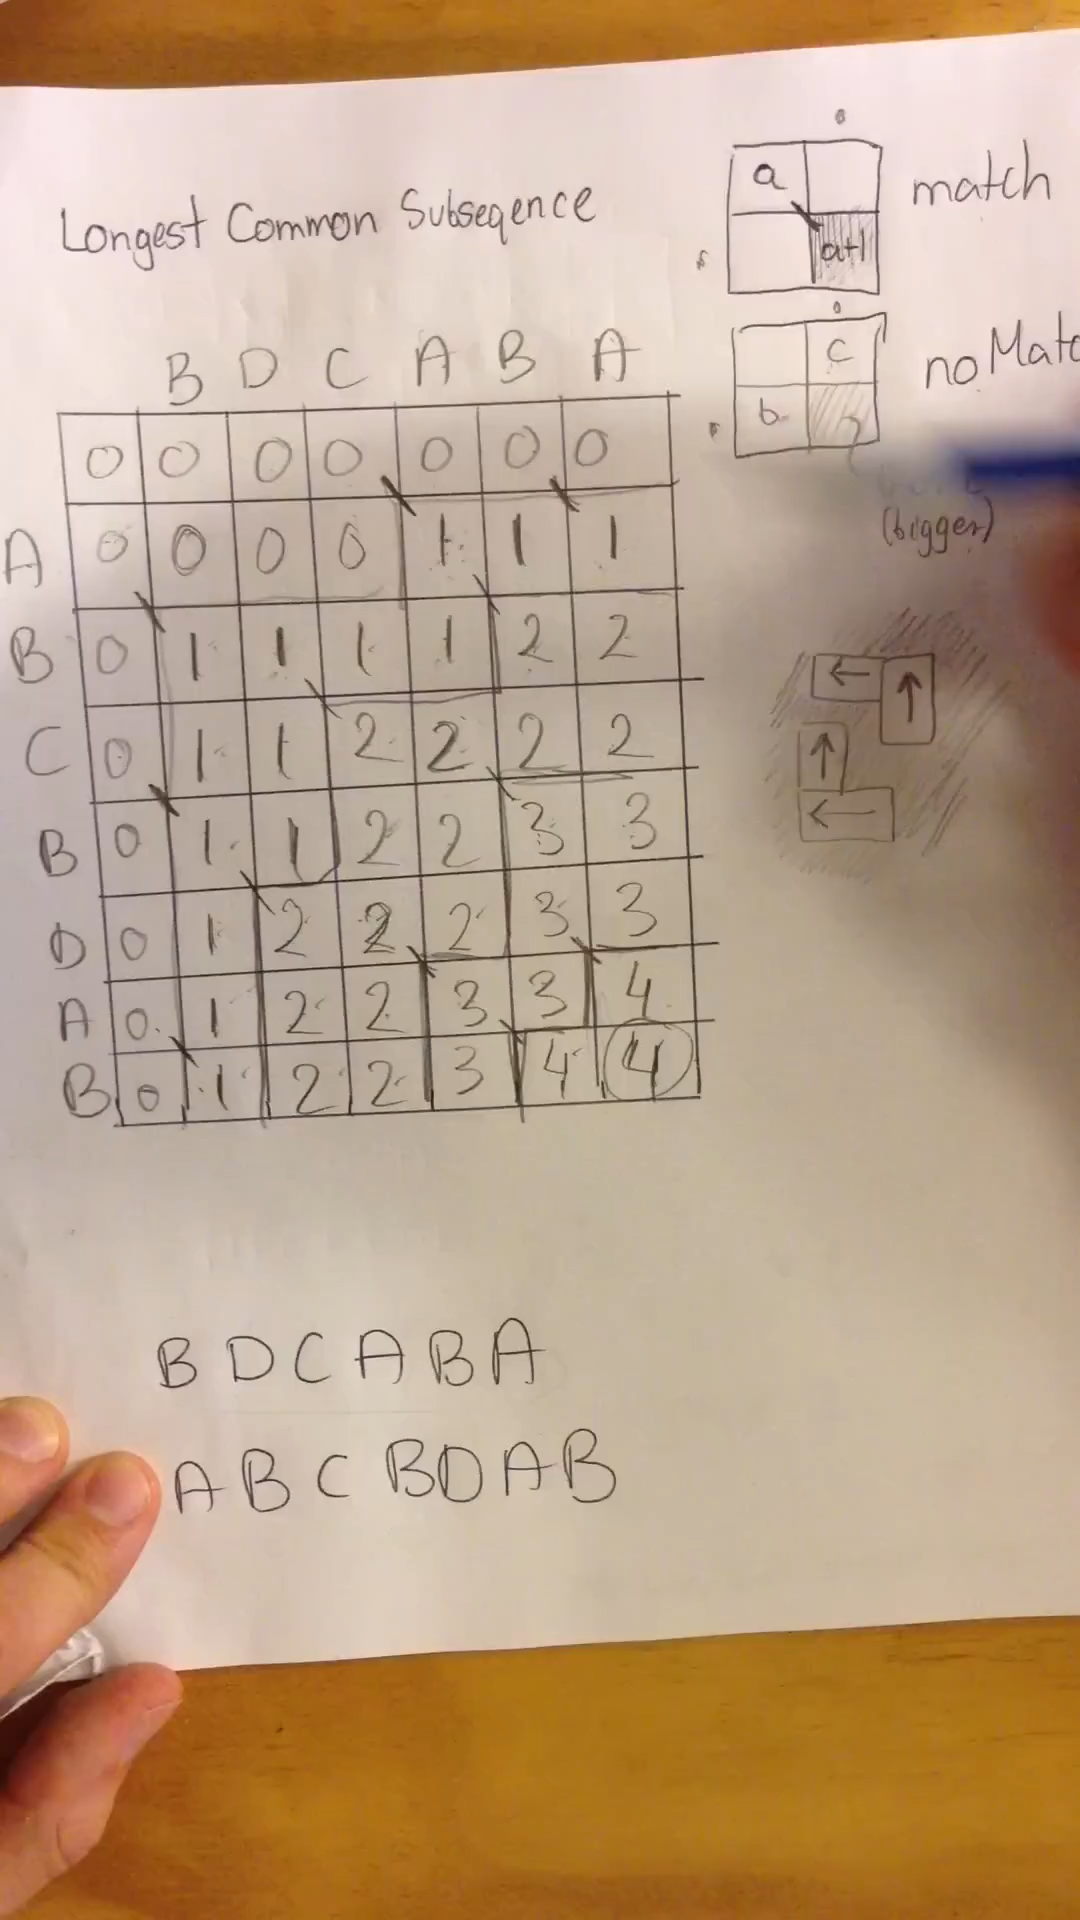 Longest Common Subseqence
match
a
a+1
noMatc
c
b
(bigger)
B D C A B A
0 0 0 0 0 0 0
A 0 0 0 0 1 1 1
B 0 1 1 1 1 2 2
C 0 1 1 2 2 2 2
B 0 1 1 2 2 3 3
D 0 1 2 2 2 3 3
A 0 1 2 2 3 3 4
B 0 1 2 2 3 4 4
← ↑
↑
←
B D C A B A
A B C B D A B